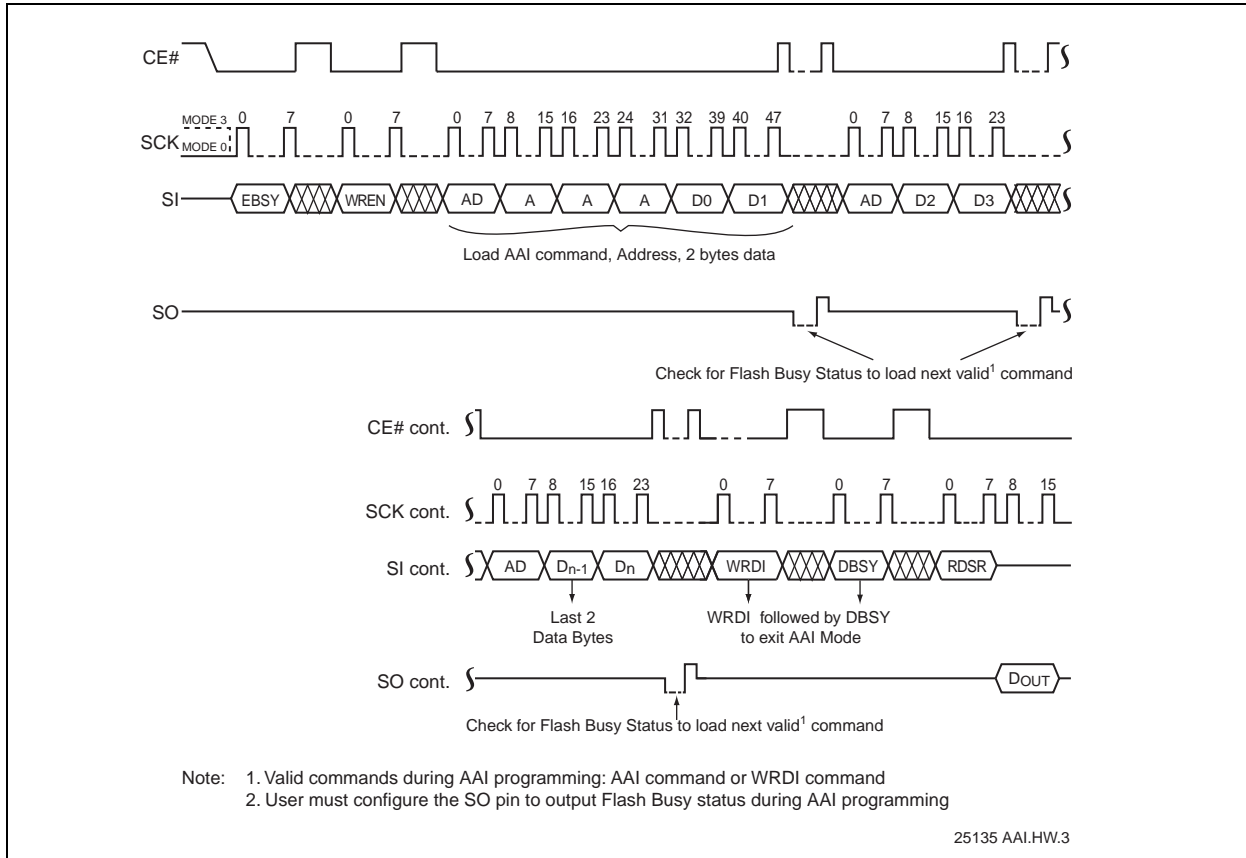 CE#
MODE 3
SCK
MODE 0
0 7 0 7 0 7 8 15 16 23 24 31 32 39 40 47 0 7 8 15 16 23
SI
EBSY WREN AD A A A D0 D1 AD D2 D3
Load AAI command, Address, 2 bytes data
SO
Check for Flash Busy Status to load next valid1 command
CE# cont.
0 7 8 15 16 23 0 7 0 7 0 7 8 15
SCK cont.
SI cont.
AD Dn-1 Dn WRDI DBSY RDSR
Last 2
Data Bytes
WRDI followed by DBSY
to exit AAI Mode
SO cont.
DOUT
Check for Flash Busy Status to load next valid1 command
Note: 1. Valid commands during AAI programming: AAI command or WRDI command
2. User must configure the SO pin to output Flash Busy status during AAI programming
25135 AAI.HW.3